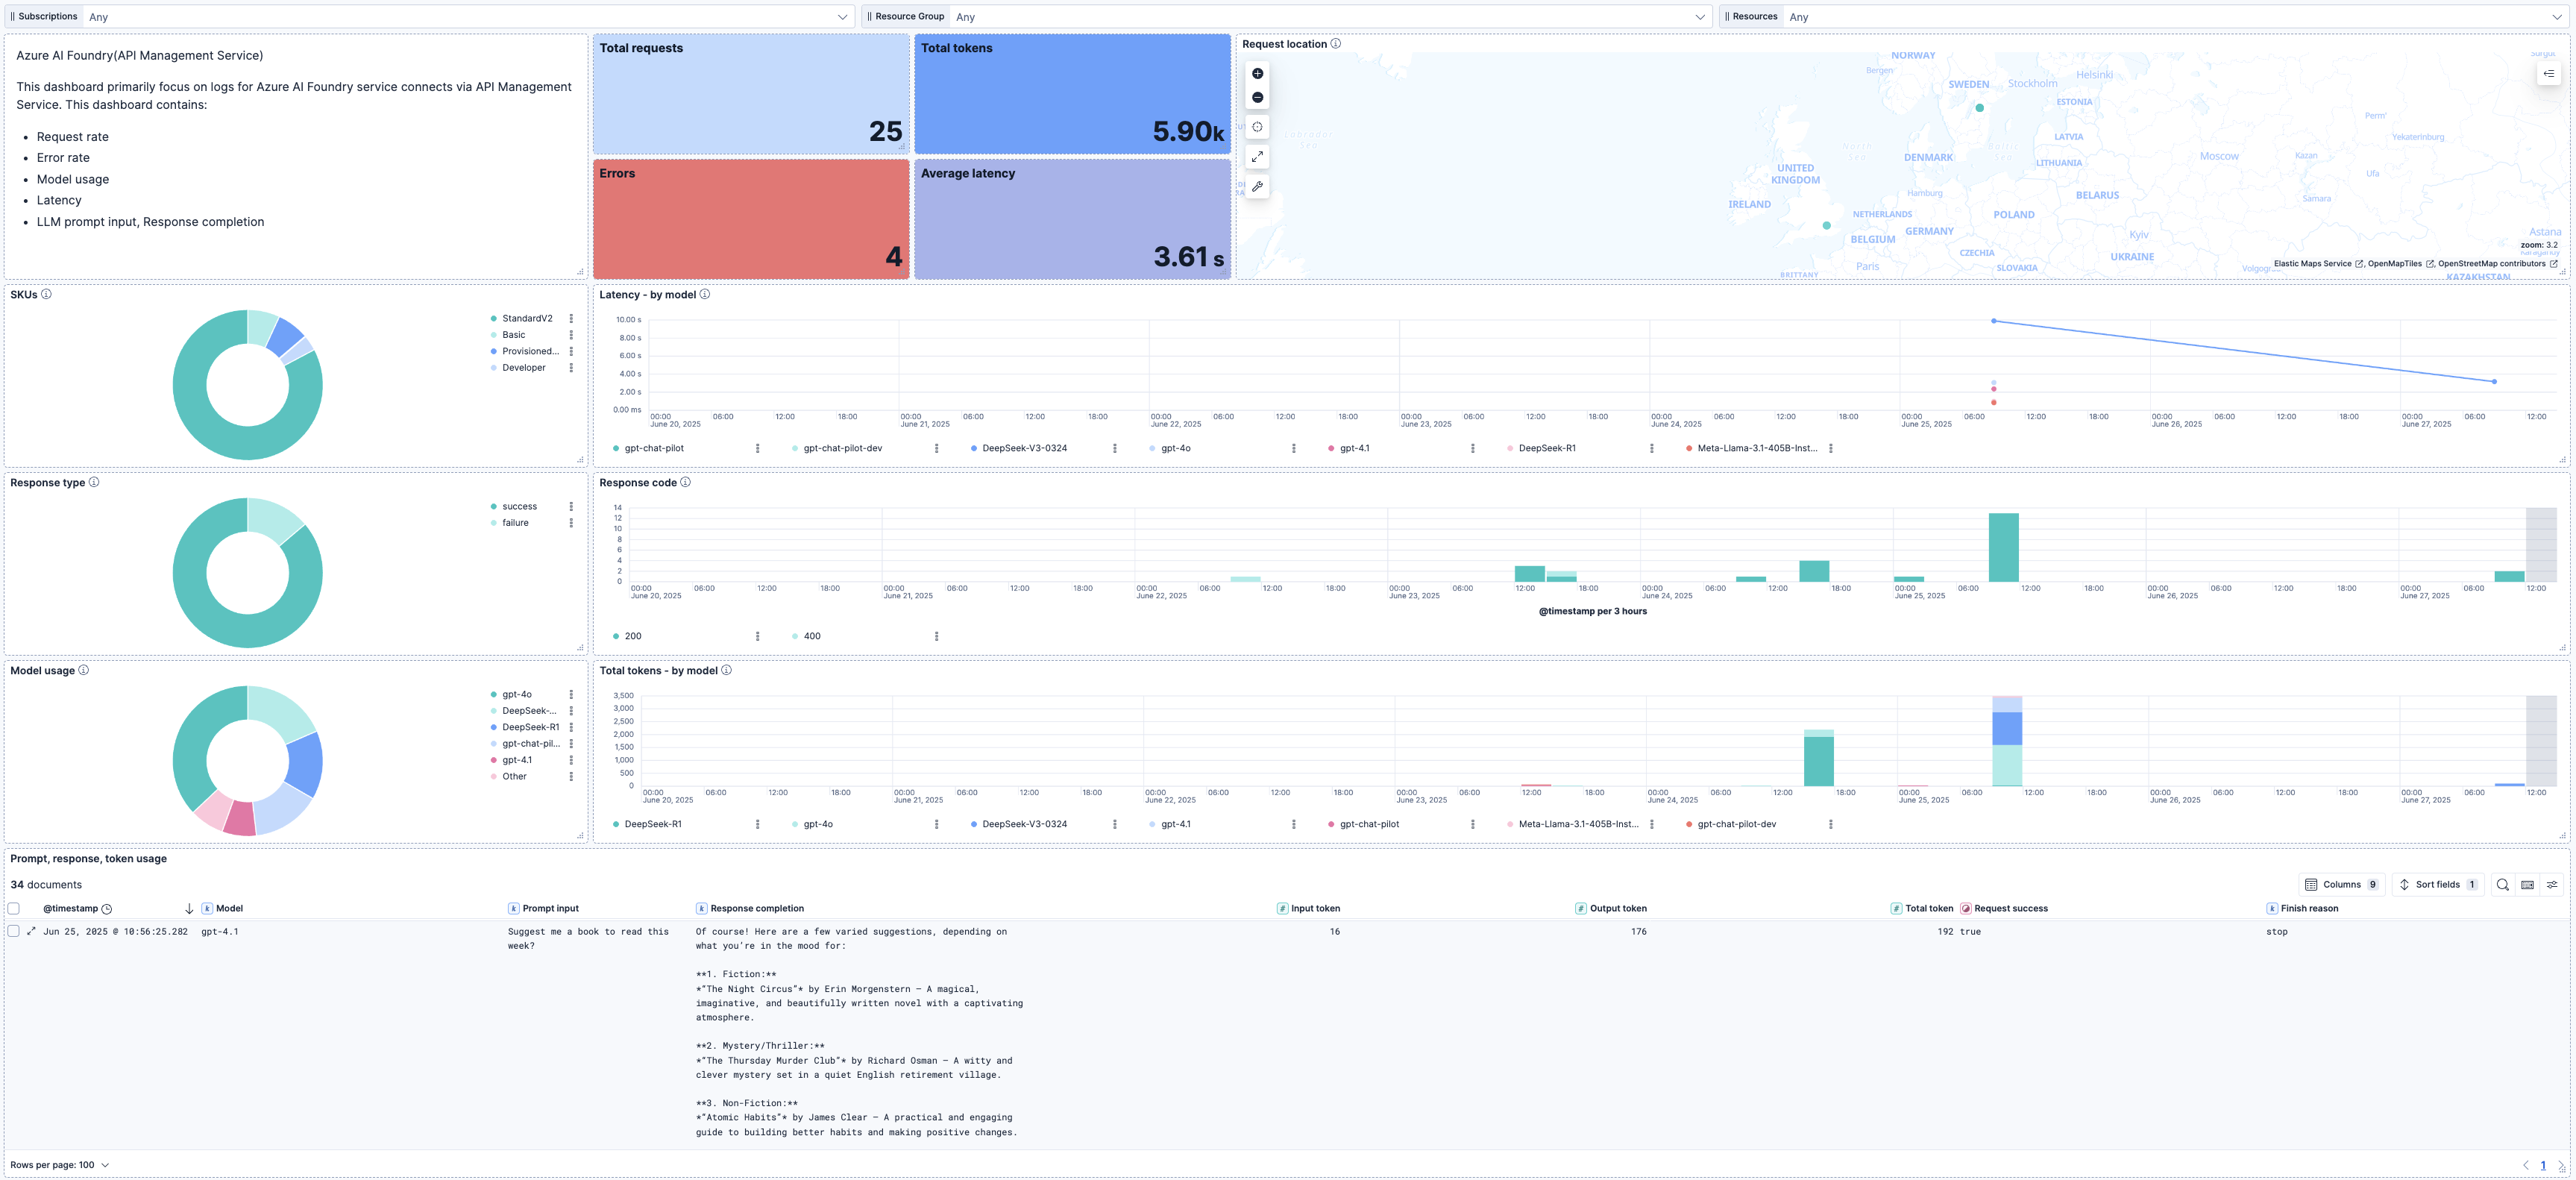 Subscriptions Any
Resource Group Any
Resources Any
Azure AI Foundry(API Management Service)
This dashboard primarily focus on logs for Azure AI Foundry service connects via API Management
Service. This dashboard contains:
• Request rate
• Error rate
• Model usage
• Latency
• LLM prompt input, Response completion
Total requests
25
Total tokens
5.90k
Errors
4
Average latency
3.61 s
Request location
NORWAY
Bergen
SWEDEN
Stockholm
Helsinki
ESTONIA
LATVIA
LITHUANIA
Labrador
Sea
North
Sea
Baltic
Sea
DENMARK
UNITED
KINGDOM
IRELAND
Hamburg
NETHERLANDS
BELGIUM
GERMANY
POLAND
BELARUS
CZECHIA
SLOVAKIA
UKRAINE
Kyiv
Paris
BRITTANY
Moscow
Kazan
Perm'
Yekaterinburg
Ufa
Samara
Astana
KAZAKHSTAN
zoom: 3.2
Elastic Maps Service , OpenMapTiles , OpenStreetMap contributors
SKUs
StandardV2
Basic
Provisioned...
Developer
Latency - by model
10.00 s
8.00 s
6.00 s
4.00 s
2.00 s
0.00 ms
00:00 06:00 12:00 18:00 00:00 06:00 12:00 18:00 00:00 06:00 12:00 18:00 00:00 06:00 12:00 18:00 00:00 06:00 12:00 18:00 00:00 06:00 12:00 18:00 00:00 06:00 12:00 18:00 00:00 06:00 12:00
June 20, 2025 June 21, 2025 June 22, 2025 June 23, 2025 June 24, 2025 June 25, 2025 June 26, 2025 June 27, 2025
gpt-chat-pilot gpt-chat-pilot-dev DeepSeek-V3-0324 gpt-4o gpt-4.1 DeepSeek-R1 Meta-Llama-3.1-405B-Inst...
Response type
success
failure
Response code
14
12
10
8
6
4
2
0
00:00 06:00 12:00 18:00 00:00 06:00 12:00 18:00 00:00 06:00 12:00 18:00 00:00 06:00 12:00 18:00 00:00 06:00 12:00 18:00 00:00 06:00 12:00 18:00 00:00 06:00 12:00 18:00 00:00 06:00 12:00
June 20, 2025 June 21, 2025 June 22, 2025 June 23, 2025 June 24, 2025 June 25, 2025 June 26, 2025 June 27, 2025
@timestamp per 3 hours
200 400
Model usage
gpt-4o
DeepSeek-...
DeepSeek-R1
gpt-chat-pil...
gpt-4.1
Other
Total tokens - by model
3,500
3,000
2,500
2,000
1,500
1,000
500
0
00:00 06:00 12:00 18:00 00:00 06:00 12:00 18:00 00:00 06:00 12:00 18:00 00:00 06:00 12:00 18:00 00:00 06:00 12:00 18:00 00:00 06:00 12:00 18:00 00:00 06:00 12:00 18:00 00:00 06:00 12:00
June 20, 2025 June 21, 2025 June 22, 2025 June 23, 2025 June 24, 2025 June 25, 2025 June 26, 2025 June 27, 2025
DeepSeek-R1 gpt-4o DeepSeek-V3-0324 gpt-4.1 gpt-chat-pilot Meta-Llama-3.1-405B-Inst... gpt-chat-pilot-dev
Prompt, response, token usage
34 documents
Columns 9 Sort fields 1
@timestamp k Model k Prompt input k Response completion # Input token # Output token # Total token Request success k Finish reason
Jun 25, 2025 @ 10:56:25.282 gpt-4.1 Suggest me a book to read this Of course! Here are a few varied suggestions, depending on 16 176 192 true stop
week? what you're in the mood for:
**1. Fiction:**
*"The Night Circus"* by Erin Morgenstern – A magical,
imaginative, and beautifully written novel with a captivating
atmosphere.
**2. Mystery/Thriller:**
*"The Thursday Murder Club"* by Richard Osman – A witty and
clever mystery set in a quiet English retirement village.
**3. Non-Fiction:**
*"Atomic Habits"* by James Clear – A practical and engaging
guide to building better habits and making positive changes.
Rows per page: 100
1